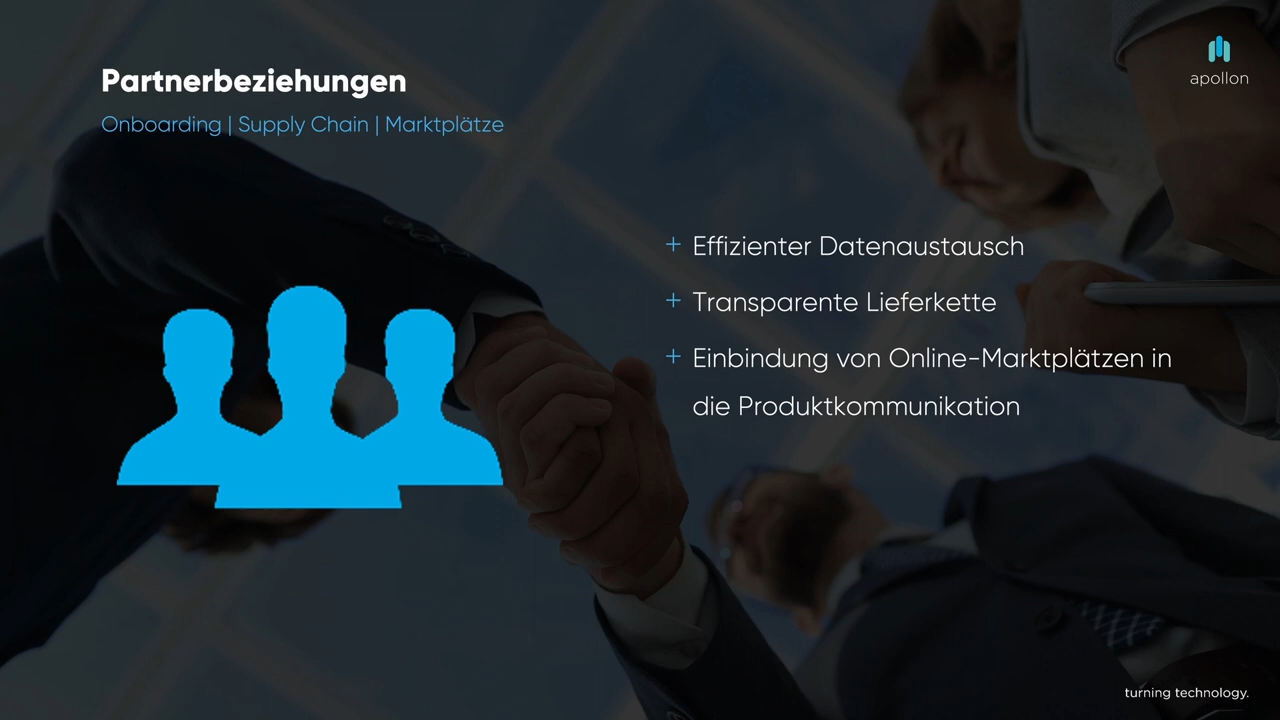 Partnerbeziehungen
Onboarding | Supply Chain | Marktplätze
apollon
+ Effizienter Datenaustausch
+ Transparente Lieferkette
+ Einbindung von Online-Marktplätzen in
die Produktkommunikation
turning technology.